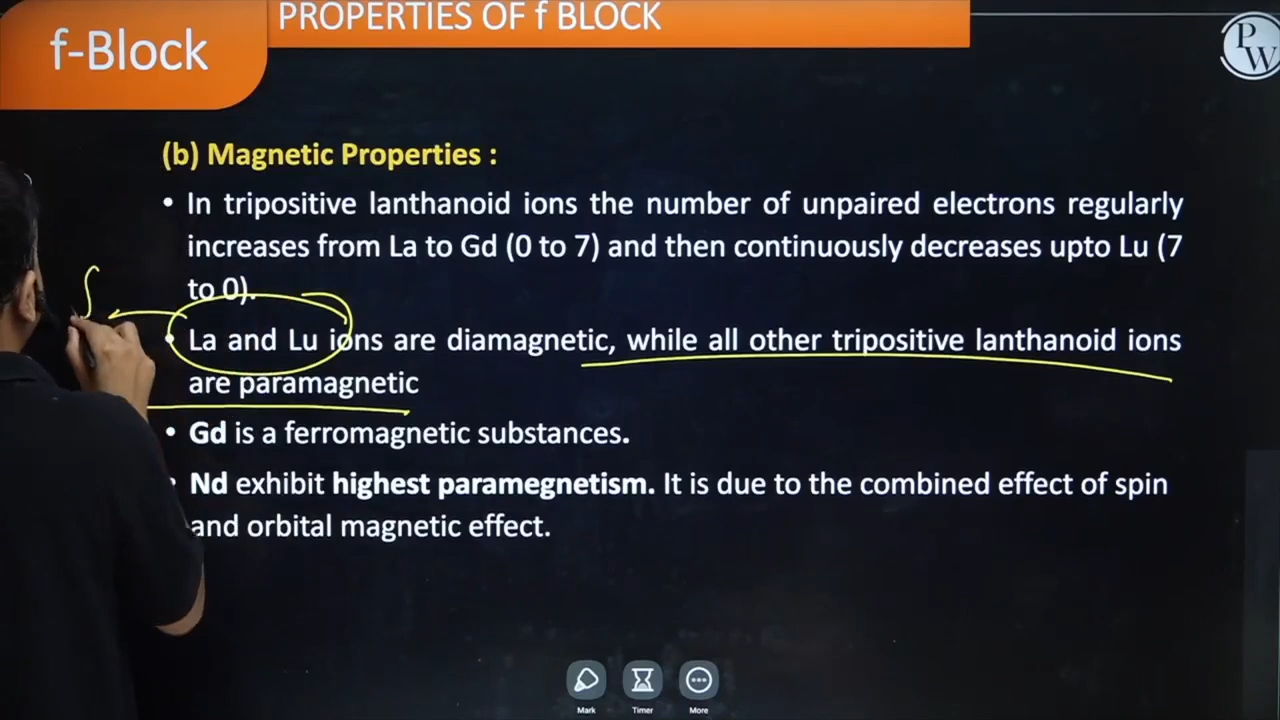 PROPERTIES OF f BLOCK
f-Block
PW
(b) Magnetic Properties :
• In tripositive lanthanoid ions the number of unpaired electrons regularly
increases from La to Gd (0 to 7) and then continuously decreases upto Lu (7
to 0).
• La and Lu ions are diamagnetic, while all other tripositive lanthanoid ions
are paramagnetic
• Gd is a ferromagnetic substances.
• Nd exhibit highest paramegnetism. It is due to the combined effect of spin
and orbital magnetic effect.
Mark Timer More